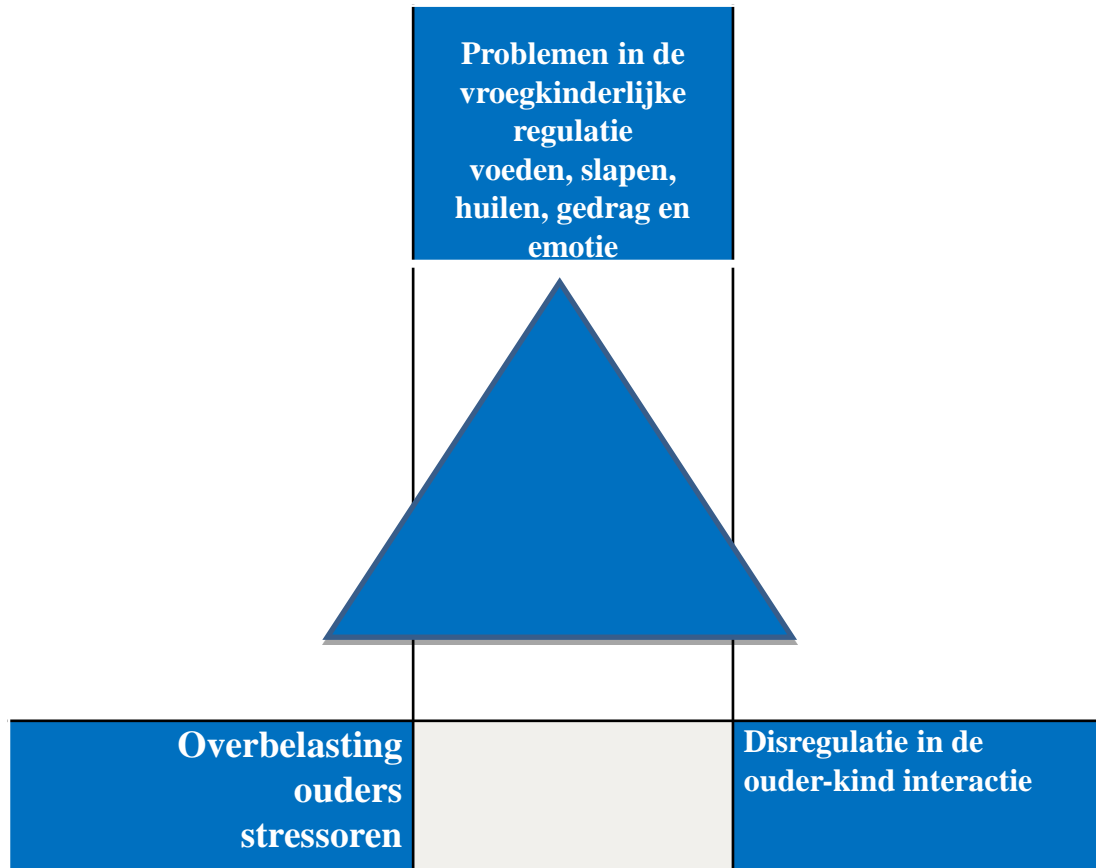 Problemen in de
vroegkinderlijke
regulatie
voeden, slapen,
huilen, gedrag en
emotie
Overbelasting
ouders
stressoren
Disregulatie in de
ouder-kind interactie